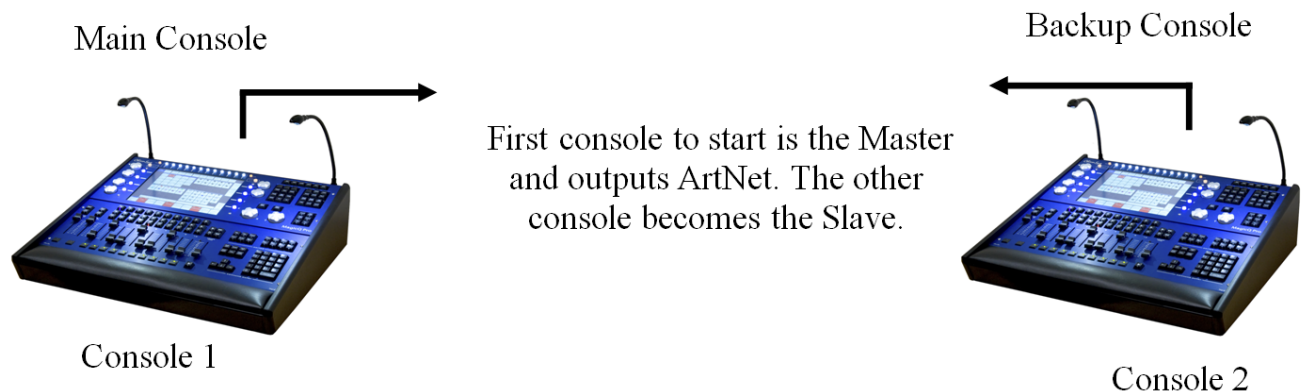 Main Console
Backup Console
First console to start is the Master
and outputs ArtNet. The other
console becomes the Slave.
Console 1
Console 2